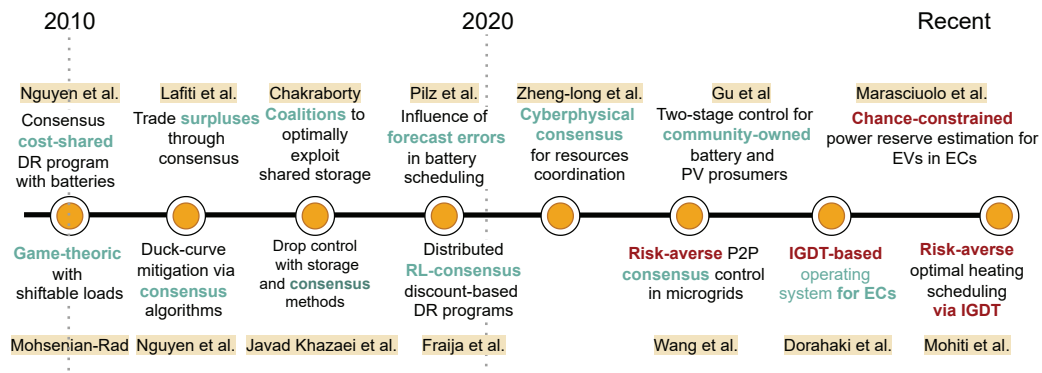 2010
2020
Recent
Nguyen et al.
Consensus
cost-shared
DR program
with batteries
Lafiti et al.
Trade surpluses
through
consensus
Chakraborty
Coalitions to
optimally
exploit
shared storage
Pilz et al.
Influence of
forecast errors
in battery
scheduling
Zheng-long et al.
Cyberphysical
consensus
for resources
coordination
Gu et al
Two-stage control for
community-owned
battery and
PV prosumers
Marasciuolo et al.
Chance-constrained
power reserve estimation for
EVs in ECs
Game-theoric
with
shiftable loads
Mohsenian-Rad
Duck-curve
mitigation via
consensus
algorithms
Nguyen et al.
Drop control
with storage
and consensus
methods
Javad Khazaei et al.
Distributed
RL-consensus
discount-based
DR programs
Fraija et al.
Risk-averse P2P
consensus control
in microgrids
Wang et al.
IGDT-based
operating
system for ECs
Dorahaki et al.
Risk-averse
optimal heating
scheduling
via IGDT
Mohiti et al.